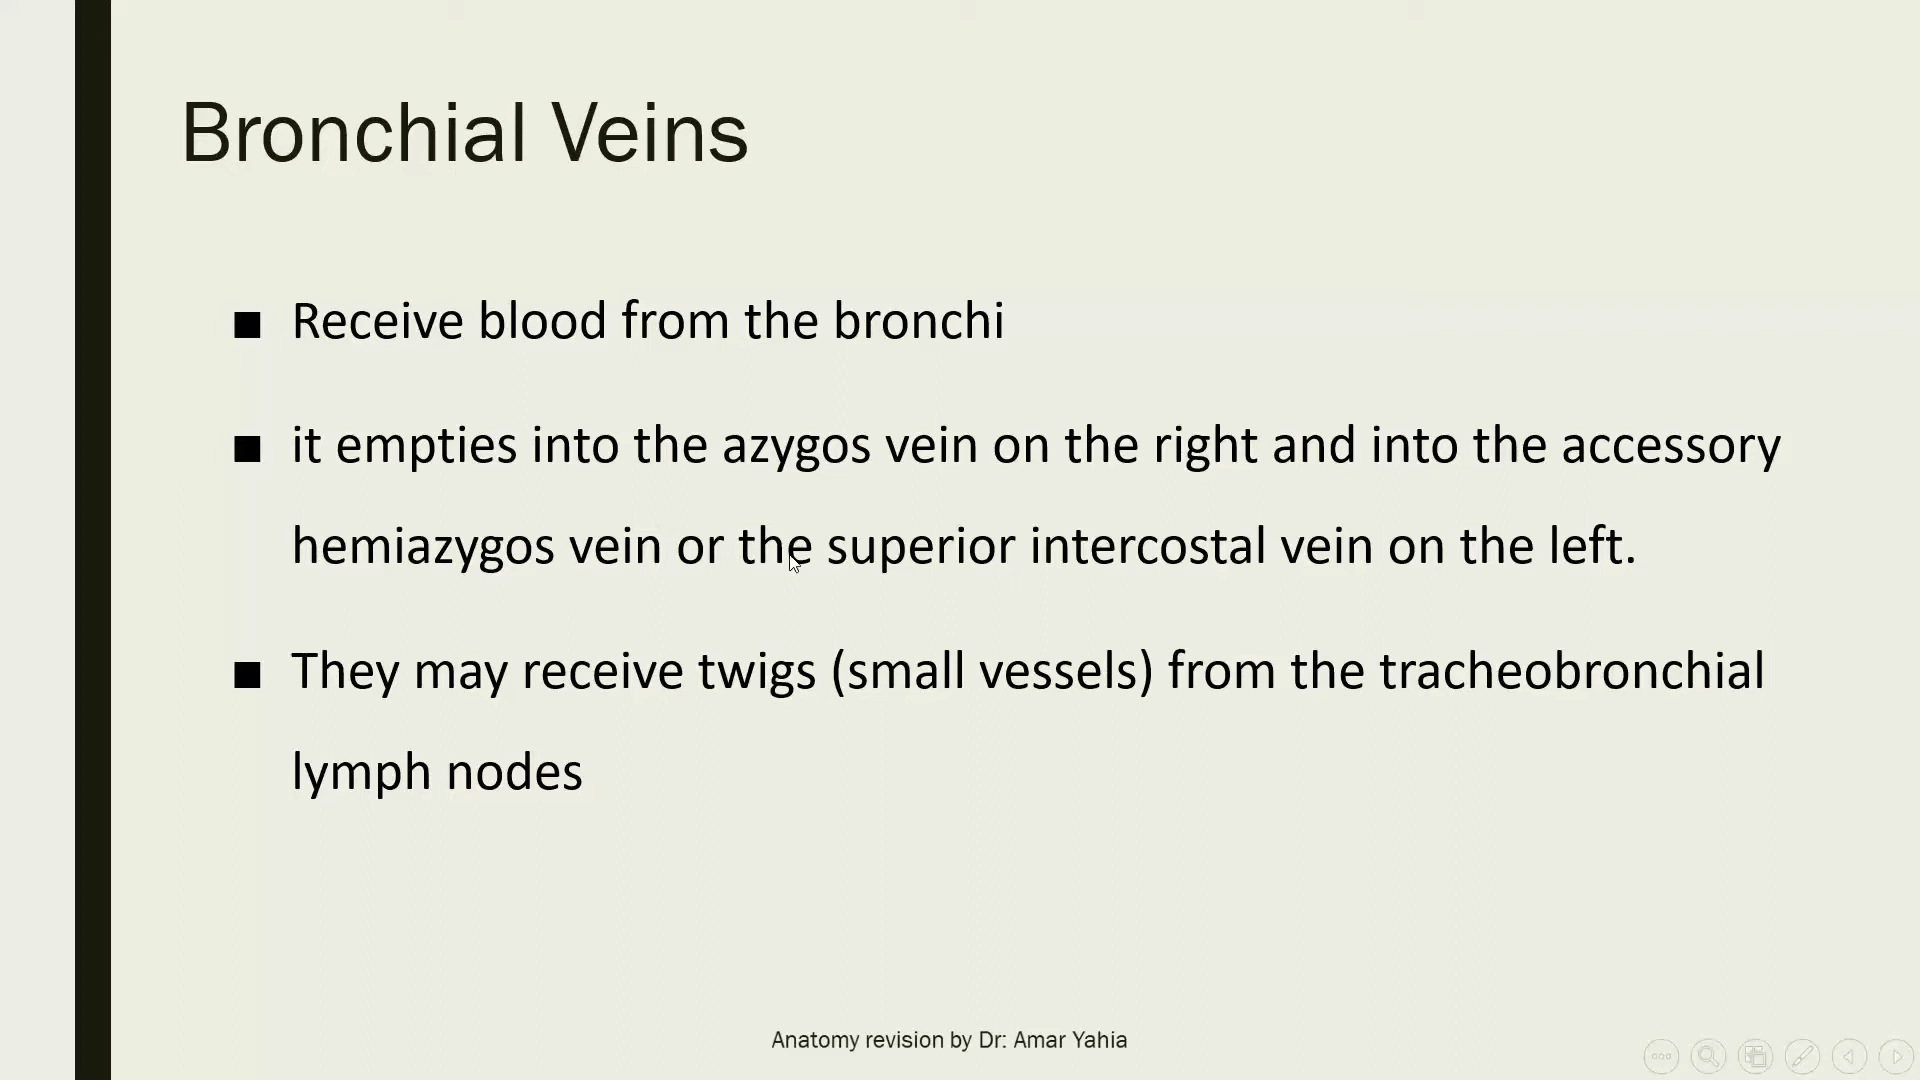 Bronchial Veins
■ Receive blood from the bronchi
■ it empties into the azygos vein on the right and into the accessory
hemiazygos vein or the superior intercostal vein on the left.
■ They may receive twigs (small vessels) from the tracheobronchial
lymph nodes
Anatomy revision by Dr: Amar Yahia